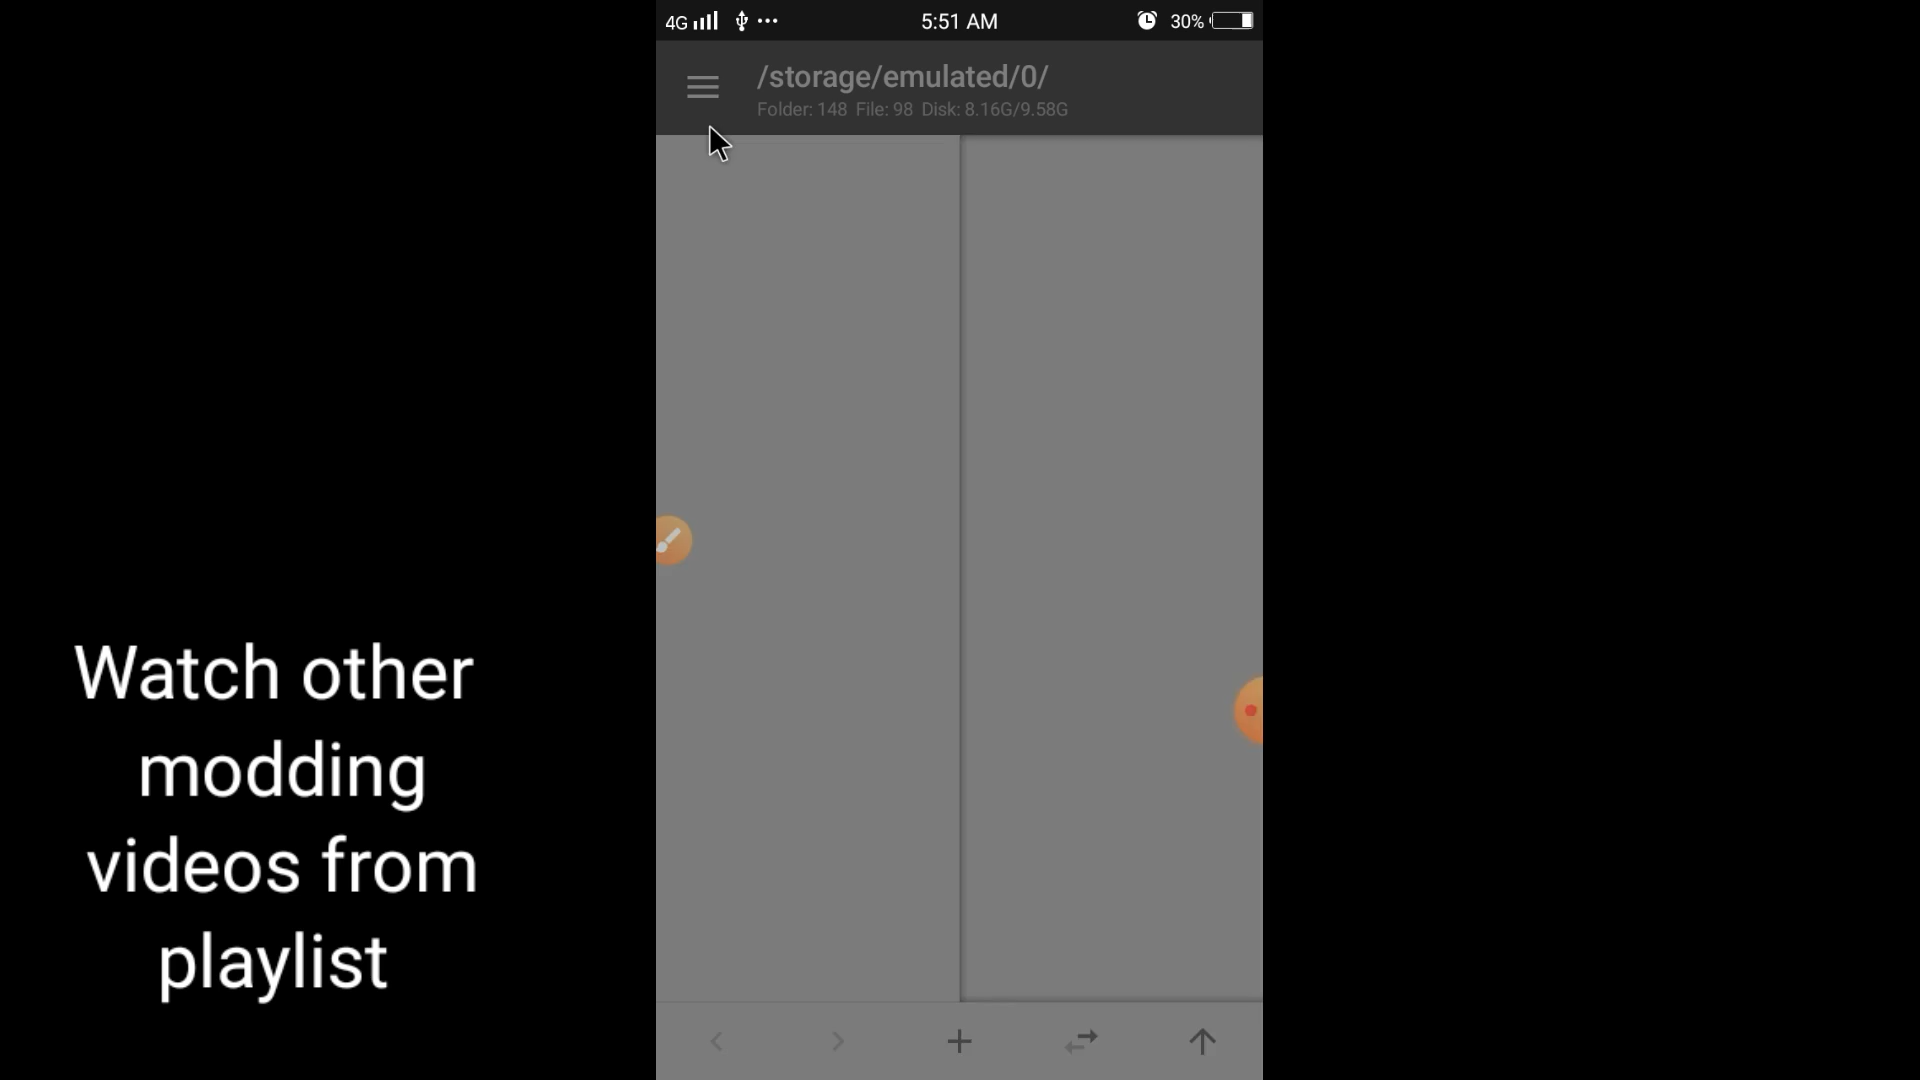 4G 5:51 AM 30%
/storage/emulated/0/
Folder: 148 File: 98 Disk: 8.16G/9.58G
Watch other
modding
videos from
playlist